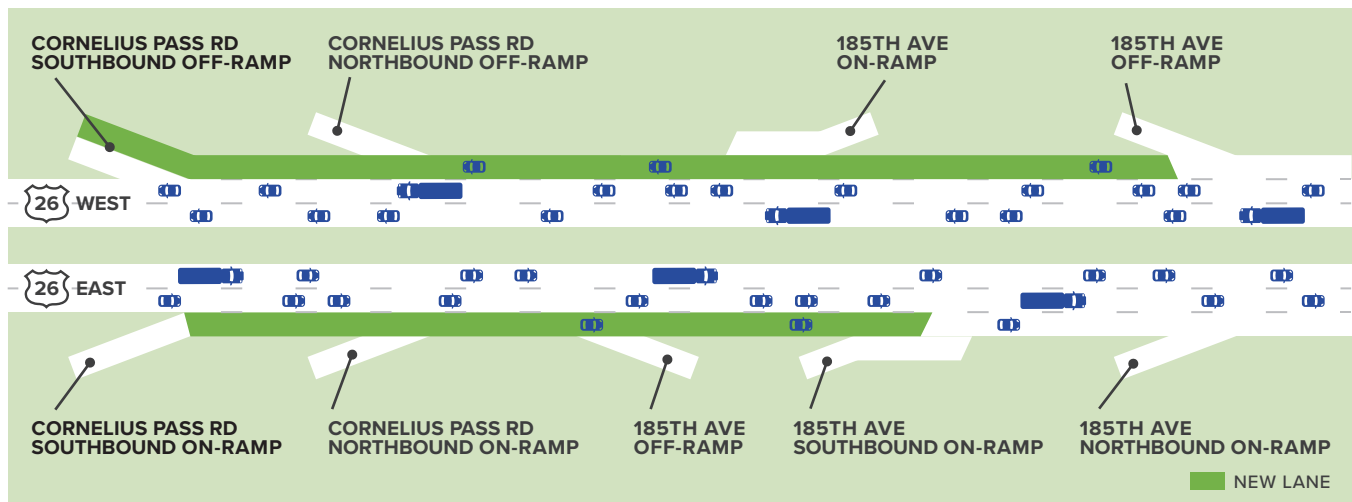 CORNELIUS PASS RD
SOUTHBOUND OFF-RAMP
CORNELIUS PASS RD
NORTHBOUND OFF-RAMP
185TH AVE
ON-RAMP
185TH AVE
OFF-RAMP
26 WEST
26 EAST
CORNELIUS PASS RD
SOUTHBOUND ON-RAMP
CORNELIUS PASS RD
NORTHBOUND ON-RAMP
185TH AVE
OFF-RAMP
185TH AVE
SOUTHBOUND ON-RAMP
185TH AVE
NORTHBOUND ON-RAMP
NEW LANE